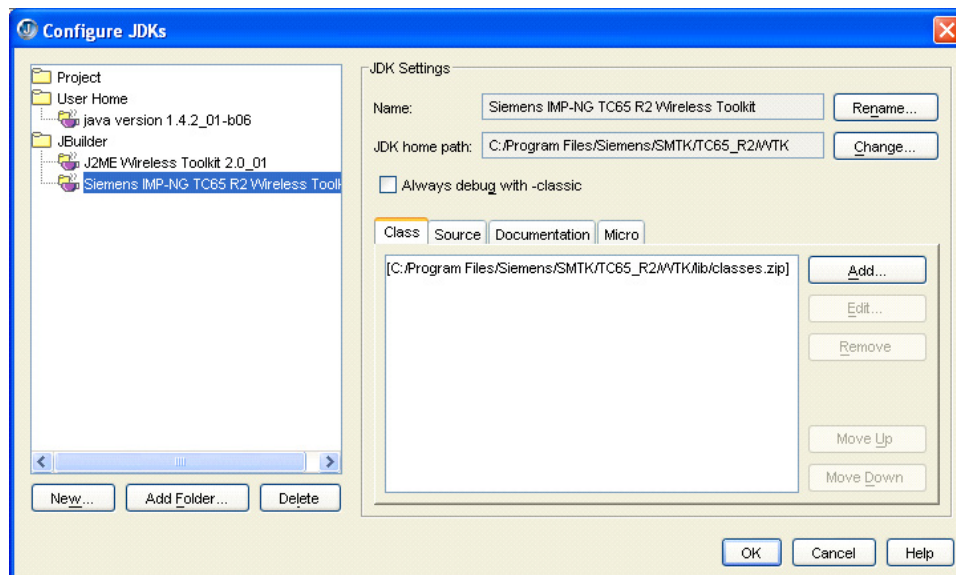 Configure JDKs
Project
User Home
java version 1.4.2_01-b06
JBuilder
J2ME Wireless Toolkit 2.0_01
Siemens IMP-NG TC65 R2 Wireless Toolk
New...
Add Folder...
Delete
JDK Settings
Name:
Siemens IMP-NG TC65 R2 Wireless Toolkit
Rename...
JDK home path:
C:/Program Files/Siemens/SMTK/TC65_R2/WTK
Change...
Always debug with -classic
Class
Source
Documentation
Micro
[C:/Program Files/Siemens/SMTK/TC65_R2/WTK/lib/classes.zip]
Add...
Edit...
Remove
Move Up
Move Down
OK
Cancel
Help